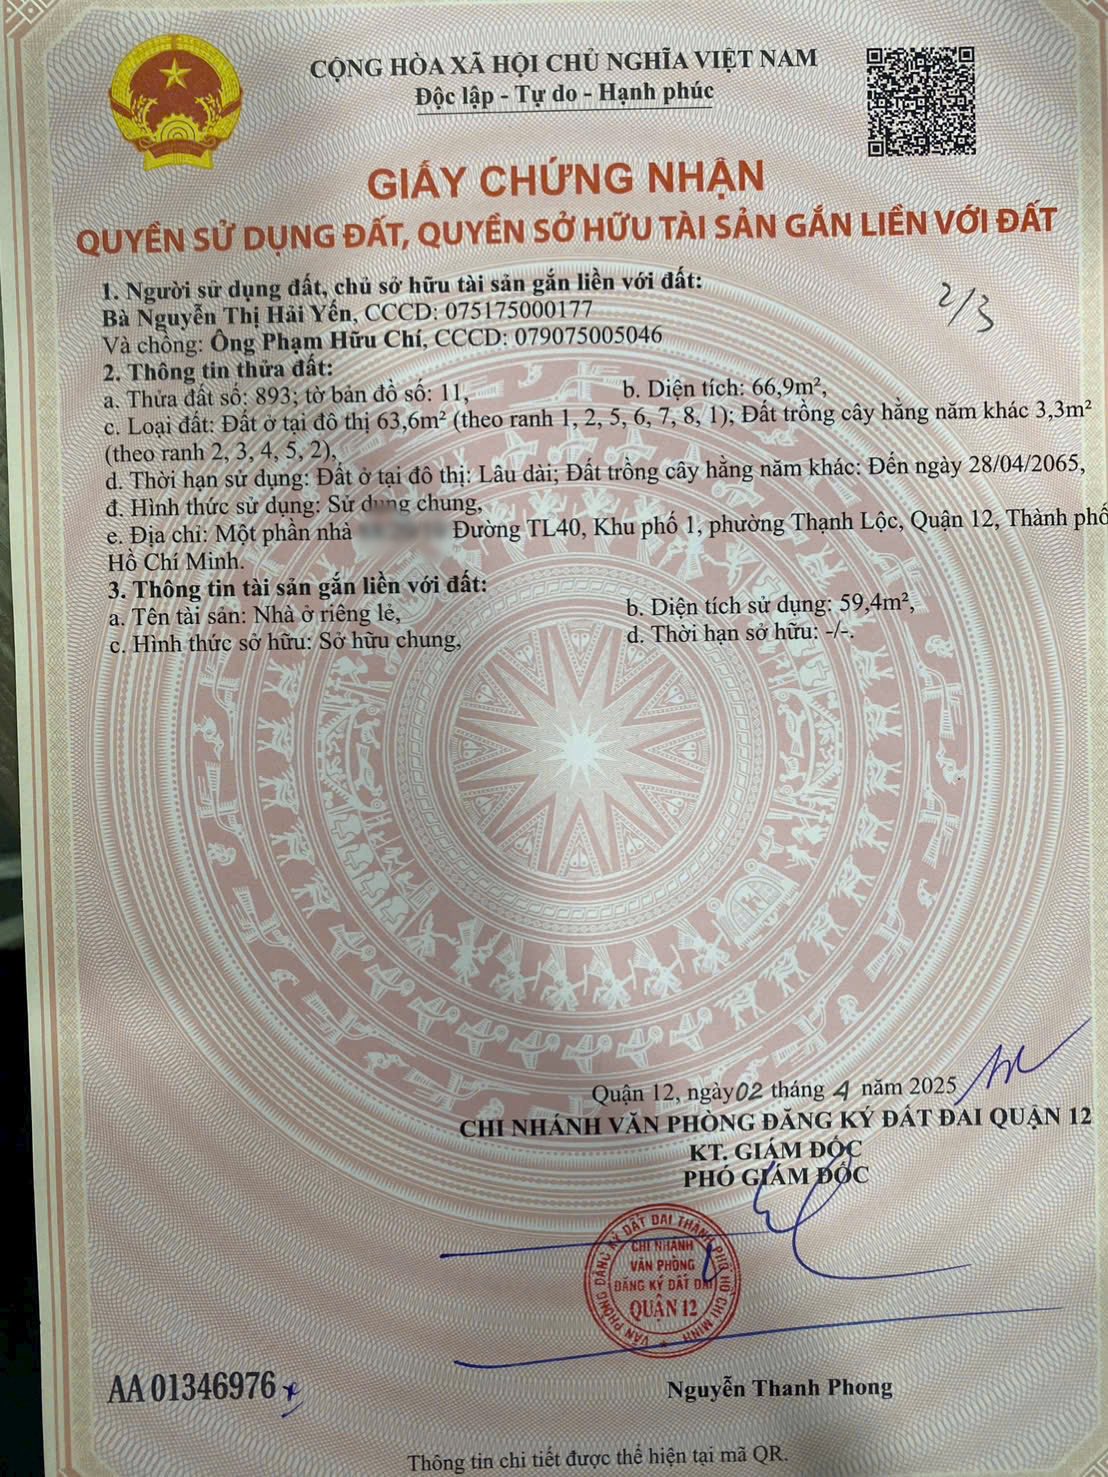 CỘNG HÒA XÃ HỘI CHỦ NGHĨA VIỆT NAM
Độc lập - Tự do - Hạnh phúc
GIẤY CHỨNG NHẬN
QUYỀN SỬ DỤNG ĐẤT, QUYỀN SỞ HỮU TÀI SẢN GẮN LIỀN VỚI ĐẤT
1. Người sử dụng đất, chủ sở hữu tài sản gắn liền với đất:
2/3
Bà Nguyễn Thị Hải Yến, CCCD: 075175000177
Và chồng: Ông Phạm Hữu Chí, CCCD: 079075005046
2. Thông tin thửa đất:
a. Thửa đất số: 893; tờ bản đồ số: 11, b. Diện tích: 66,9m²,
c. Loại đất: Đất ở tại đô thị 63,6m² (theo ranh 1, 2, 5, 6, 7, 8, 1); Đất trồng cây hằng năm khác 3,3m²
(theo ranh 2, 3, 4, 5, 2),
d. Thời hạn sử dụng: Đất ở tại đô thị: Lâu dài; Đất trồng cây hằng năm khác: Đến ngày 28/04/2065,
đ. Hình thức sử dụng: Sử dụng chung,
e. Địa chỉ: Một phần nhà Đường TL40, Khu phố 1, phường Thạnh Lộc, Quận 12, Thành phố
Hồ Chí Minh.
3. Thông tin tài sản gắn liền với đất:
a. Tên tài sản: Nhà ở riêng lẻ, b. Diện tích sử dụng: 59,4m²,
c. Hình thức sở hữu: Sở hữu chung, d. Thời hạn sở hữu: -/-.
Quận 12, ngày 02 tháng 4 năm 2025
CHI NHÁNH VĂN PHÒNG ĐĂNG KÝ ĐẤT ĐAI QUẬN 12
KT. GIÁM ĐỐC
PHÓ GIÁM ĐỐC
VĂN PHÒNG ĐĂNG KÝ ĐẤT ĐAI THÀNH PHỐ HỒ CHÍ MINH
CHI NHÁNH
VĂN PHÒNG
ĐĂNG KÝ ĐẤT ĐAI
QUẬN 12
AA 01346976
Nguyễn Thanh Phong
Thông tin chi tiết được thể hiện tại mã QR.